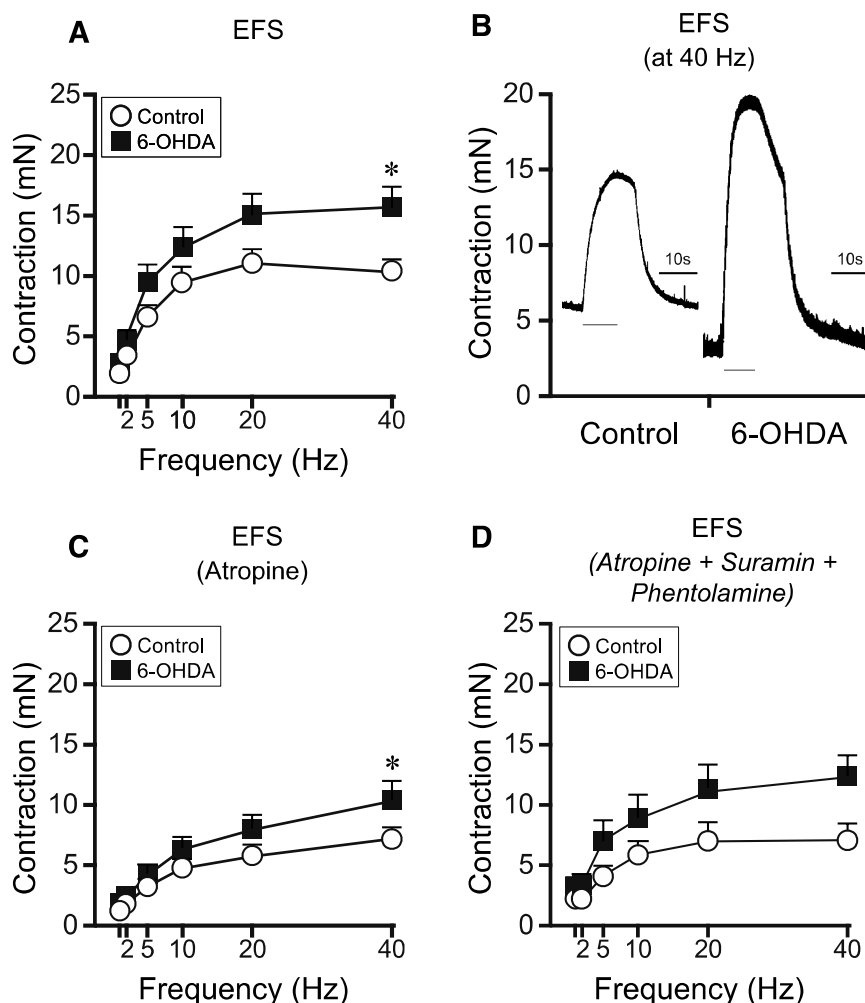 A
EFS
Contraction (mN)
25
20
15
10
5
0
Control
6-OHDA
*
2 5 10 20 40
Frequency (Hz)
B
EFS
(at 40 Hz)
Contraction (mN)
20
15
10
5
0
10s
10s
Control 6-OHDA
C
EFS
(Atropine)
Contraction (mN)
25
20
15
10
5
0
Control
6-OHDA
*
2 5 10 20 40
Frequency (Hz)
D
EFS
(Atropine + Suramin +
Phentolamine)
Contraction (mN)
25
20
15
10
5
0
Control
6-OHDA
2 5 10 20 40
Frequency (Hz)